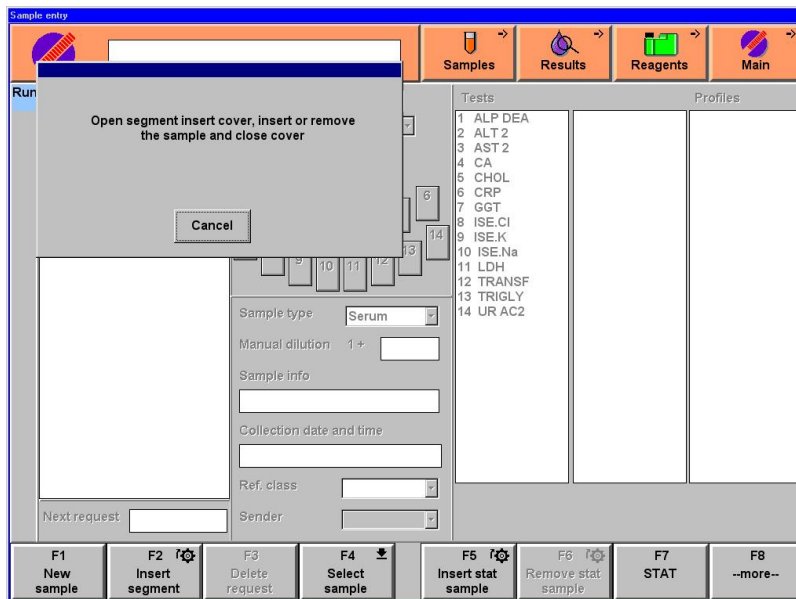 Sample entry
Samples
Results
Reagents
Main
Run
Open segment insert cover, insert or remove
the sample and close cover
Cancel
6
14
13
9
10
11
12
Sample type
Serum
Manual dilution 1 +
Sample info
Collection date and time
Ref. class
Sender
Next request
Tests
Profiles
1 ALP DEA
2 ALT 2
3 AST 2
4 CA
5 CHOL
6 CRP
7 GGT
8 ISE.Cl
9 ISE.K
10 ISE.Na
11 LDH
12 TRANSF
13 TRIGLY
14 UR AC2
F1
New
sample
F2
Insert
segment
F3
Delete
request
F4
Select
sample
F5
Insert stat
sample
F6
Remove stat
sample
F7
STAT
F8
--more--